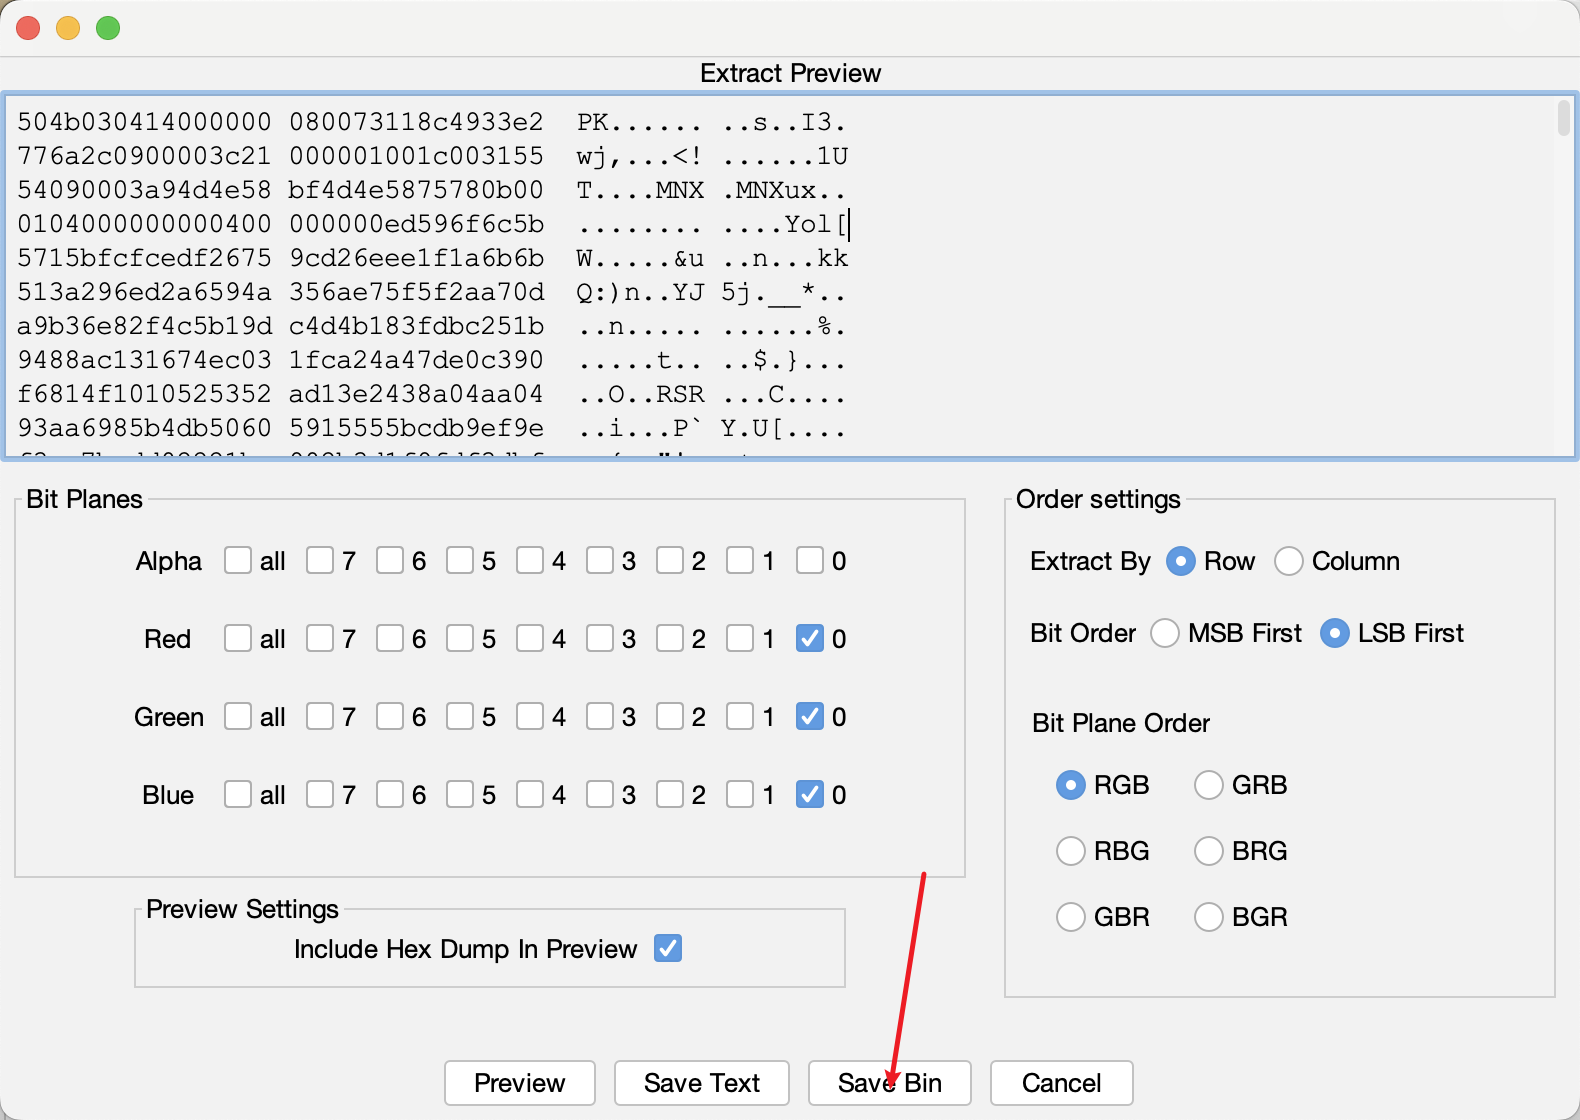 Extract Preview
504b030414000000 080073118c4933e2 PK...... ..s..I3.
776a2c0900003c21 000001001c003155 wj,...<! ......1U
54090003a94d4e58 bf4d4e5875780b00 T....MNX .MNXux..
0104000000000400 000000ed596f6c5b ........ ....Yol[
5715bfcfcedf2675 9cd26eee1f1a6b6b W.....&u ..n...kk
513a296ed2a6594a 356ae75f5f2aa70d Q:)n..YJ 5j.__*..
a9b36e82f4c5b19d c4d4b183fdbc251b ..n..... ......%.
9488ac131674ec03 1fca24a47de0c390 .....t.. ..$.}...
f6814f1010525352 ad13e2438a04aa04 ..O..RSR ...C....
93aa6985b4db5060 5915555bcdb9ef9e ..i...P` Y.U[....
Bit Planes
Alpha all 7 6 5 4 3 2 1 0
Red all 7 6 5 4 3 2 1 0
Green all 7 6 5 4 3 2 1 0
Blue all 7 6 5 4 3 2 1 0
Preview Settings
Include Hex Dump In Preview
Order settings
Extract By Row Column
Bit Order MSB First LSB First
Bit Plane Order
RGB GRB
RBG BRG
GBR BGR
Preview Save Text Save Bin Cancel